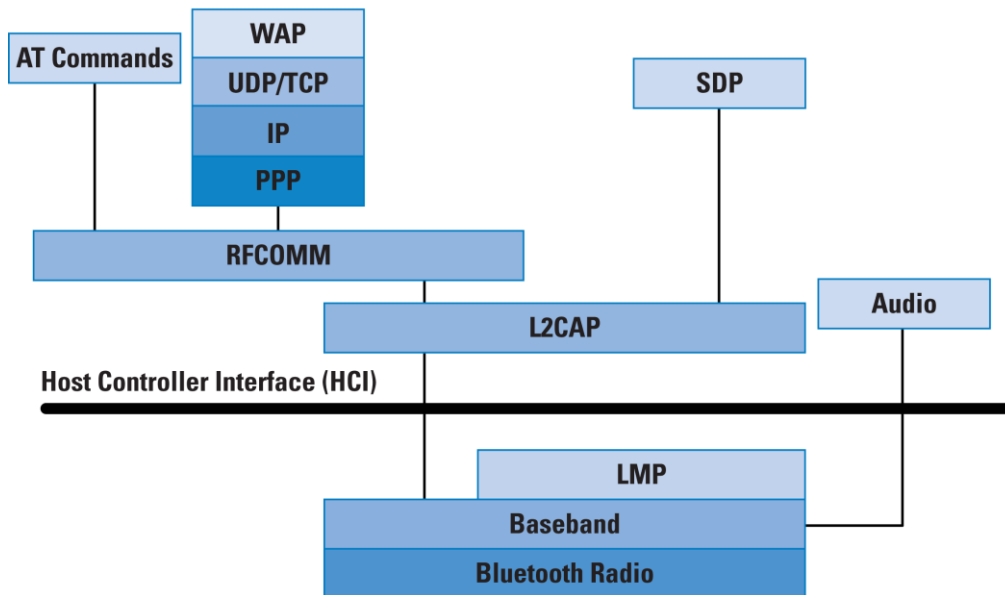 WAP
AT Commands
UDP/TCP
SDP
IP
PPP
RFCOMM
Audio
L2CAP
Host Controller Interface (HCI)
LMP
Baseband
Bluetooth Radio